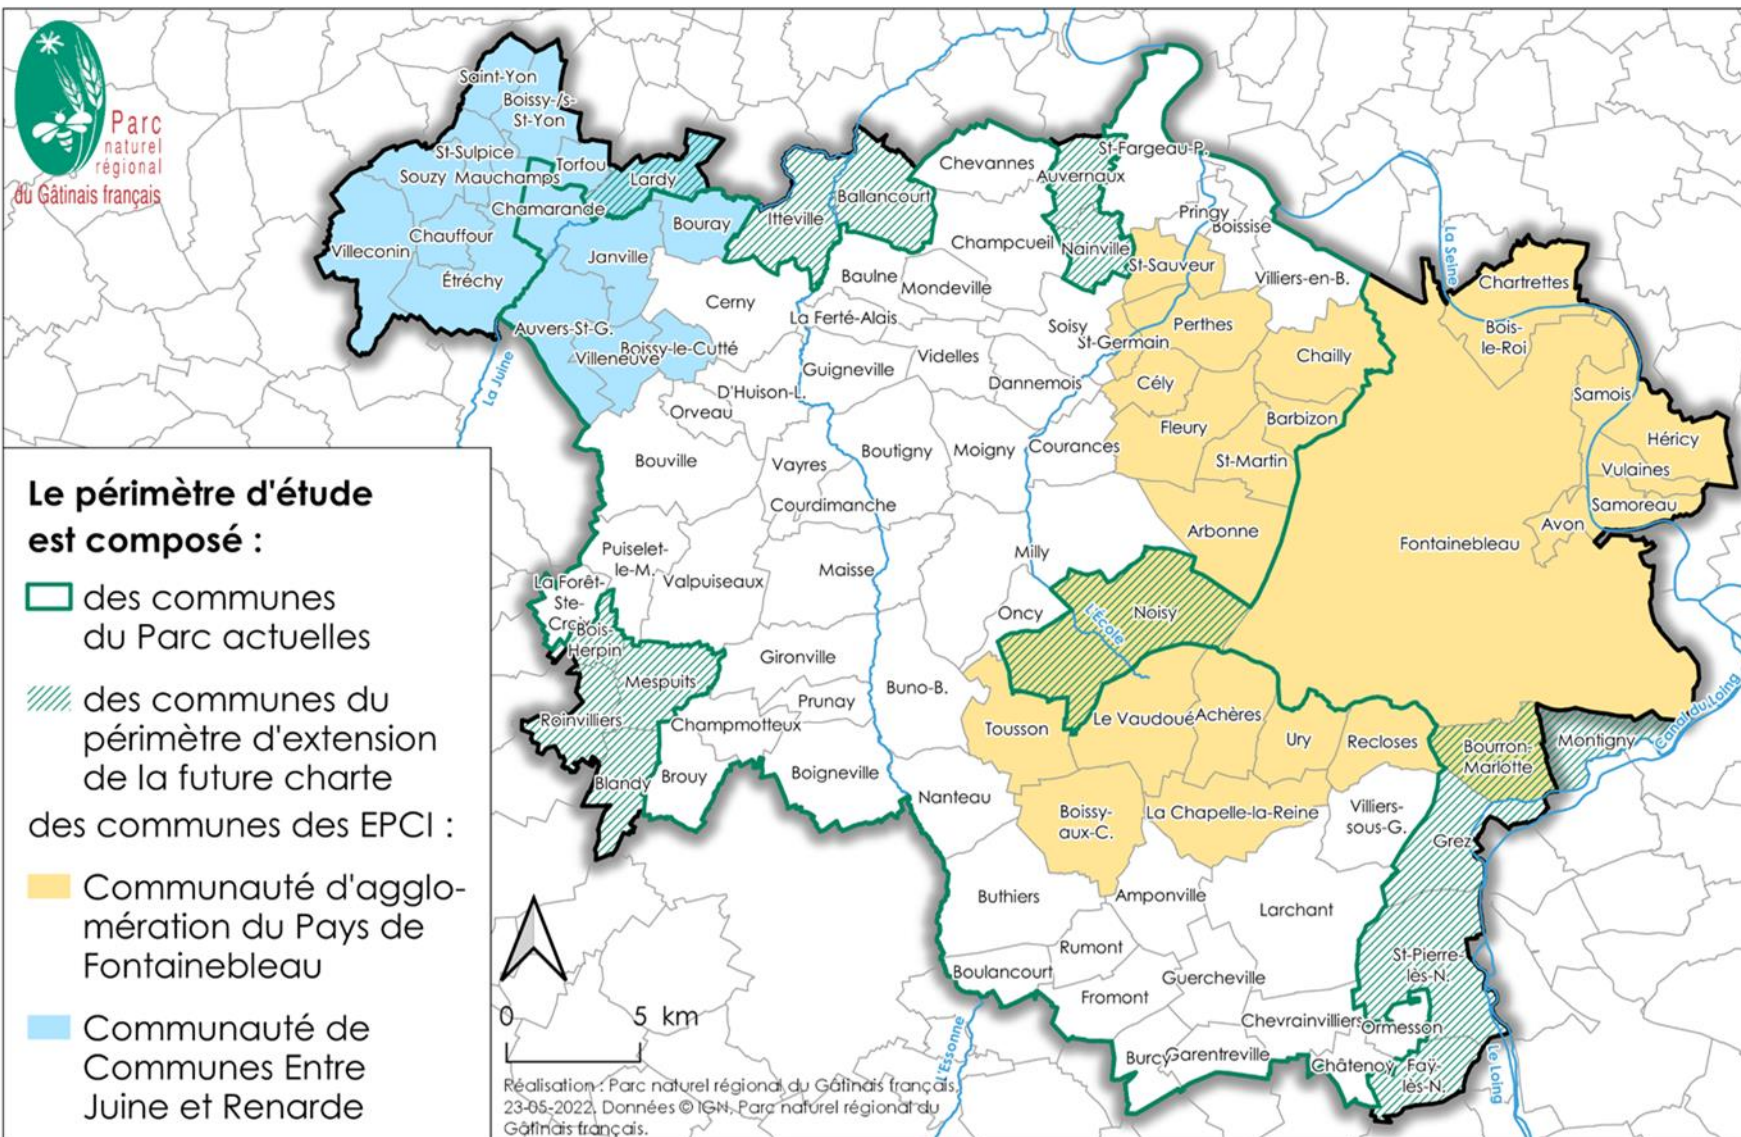 Parc
naturel
régional
du Gâtinais français
Saint-Yon
Boissy-/s-
St-Yon
St-Sulpice
Torfou
Souzy
Mauchamps
Lardy
Chamarande
Bouray
Itteville
Ballancourt
Chevannes
St-Fargeau-P.
Auvernaux
Pringy
Boissise
Villeconin
Chauffour
Janville
Champcueil
Nainville
St-Sauveur
Étréchy
Cerny
Baulne
Mondeville
Villiers-en-B.
La Seine
Chartrettes
Auvers-St-G.
La Ferté-Alais
Soisy
Perthes
Bois-
le-Roi
Villeneuve
Boissy-le-Cutté
St-Germain
Chailly
La Juine
Guigneville
Videlles
Dannemois
Cély
D'Huison-L.
Samois
Orveau
Barbizon
Fleury
Héricy
Bouville
Vayres
Boutigny
Moigny
Courances
St-Martin
Vulaines
Courdimanche
Samoreau
Avon
Arbonne
Fontainebleau
Puiselet-
le-M.
Valpuiseaux
Maisse
Milly
La Forêt-
Ste-
Croix
Oncy
L'École
Noisy
Bois-
Herpin
Gironville
Mespuits
Buno-B.
Prunay
Roinvilliers
Champmotteux
Tousson
Le Vaudoué
Achères
Ury
Recloses
Bourron-
Marlotte
Montigny
Canal du Loing
Blandy
Brouy
Boigneville
Nanteau
Boissy-
aux-C.
La Chapelle-la-Reine
Villiers-
sous-G.
Grez
Buthiers
Amponville
Larchant
Rumont
St-Pierre-
lès-N.
Boulancourt
Guercheville
Fromont
Chevrainvilliers
Ormesson
Burcy
Garentreville
Châtenoy
Faÿ-
lès-N.
L'Essonne
Le Loing
Le périmètre d'étude
est composé :
des communes
du Parc actuelles
des communes du
périmètre d'extension
de la future charte
des communes des EPCI :
Communauté d'agglo-
mération du Pays de
Fontainebleau
Communauté de
Communes Entre
Juine et Renarde
0 5 km
Réalisation : Parc naturel régional du Gâtinais français,
23-05-2022. Données © IGN, Parc naturel régional du
Gâtinais français.